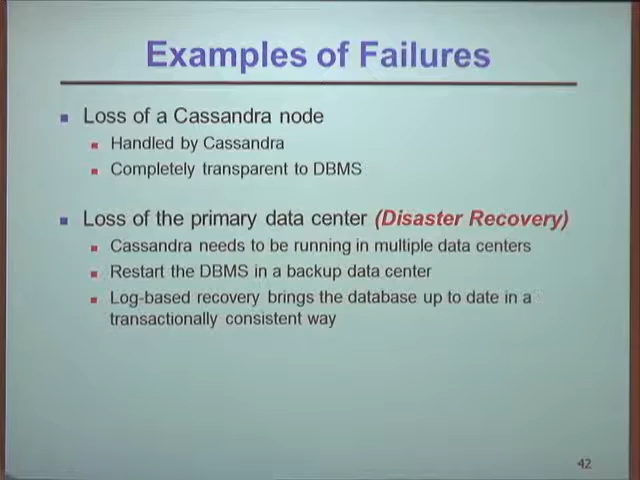 Examples of Failures
Loss of a Cassandra node
Handled by Cassandra
Completely transparent to DBMS
Loss of the primary data center (Disaster Recovery)
Cassandra needs to be running in multiple data centers
Restart the DBMS in a backup data center
Log-based recovery brings the database up to date in a
transactionally consistent way
42